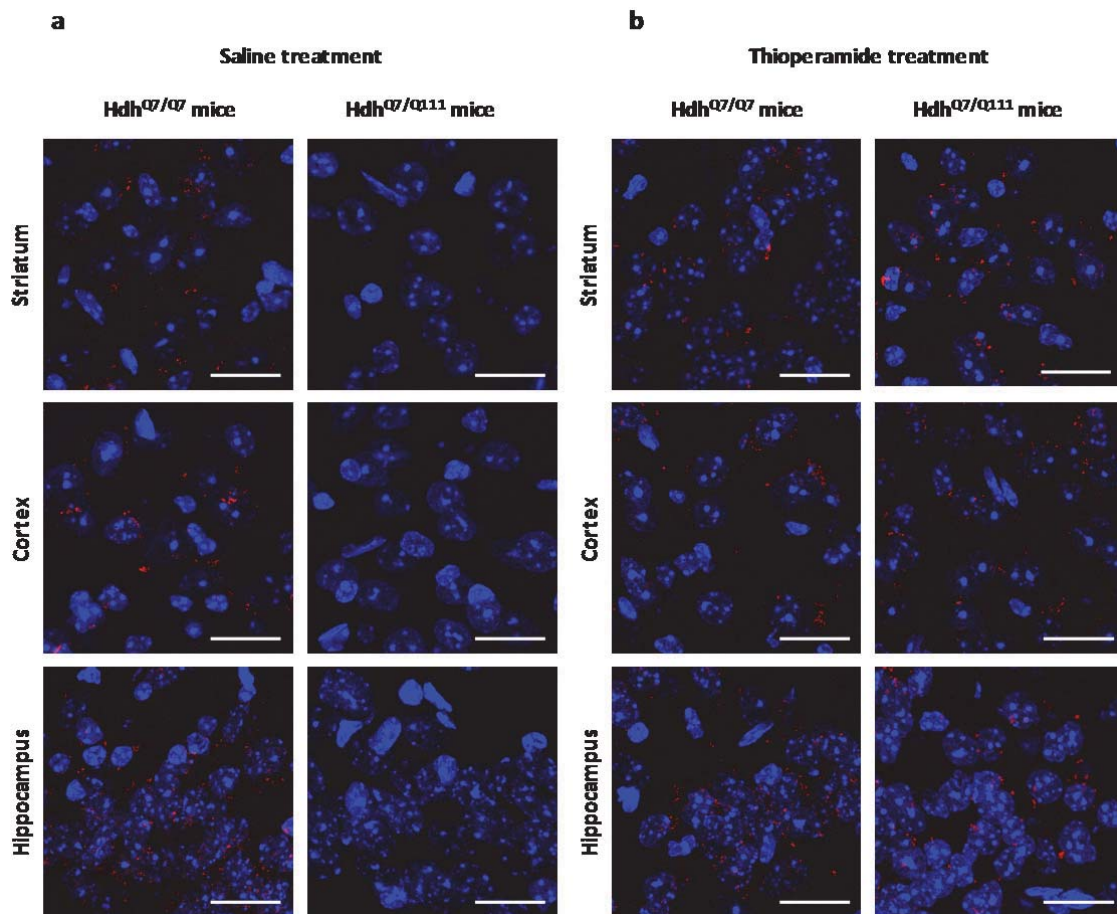 a
b
Saline treatment
Thioperamide treatment
Hdh^Q7/Q7 mice
Hdh^Q7/Q111 mice
Hdh^Q7/Q7 mice
Hdh^Q7/Q111 mice
Striatum
Striatum
Cortex
Cortex
Hippocampus
Hippocampus